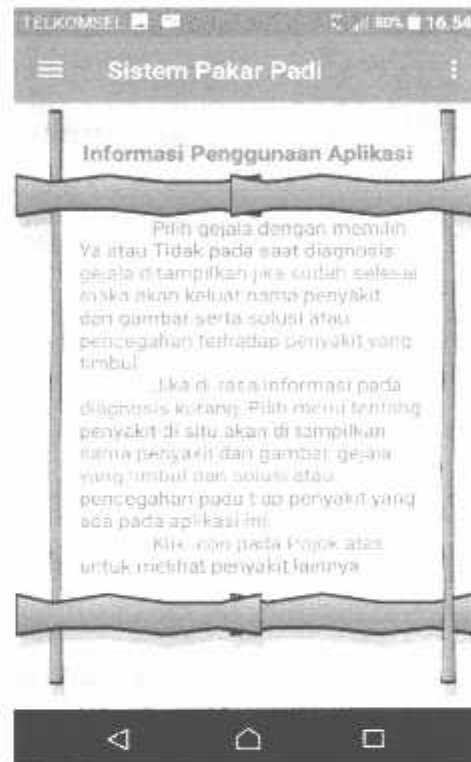 TELKOMSEL 80% 16.54
Sistem Pakar Padi
Informasi Penggunaan Aplikasi
Pilih gejala dengan memilih
Ya atau Tidak pada saat diagnosis
gejala ditampilkan jika sudah selesai
maka akan keluar nama penyakit
dan gambar serta solusi atau
pencegahan terhadap penyakit yang
timbul
Jika di rasa informasi pada
diagnosis kurang. Pilih menu tentang
penyakit di situ akan di tampilkan
nama penyakit dan gambar, gejala
yang timbul dan solusi atau
pencegahan pada tiap penyakit yang
ada pada aplikasi ini.
Klik icon pada Pojok atas
untuk melihat penyakit lainnya